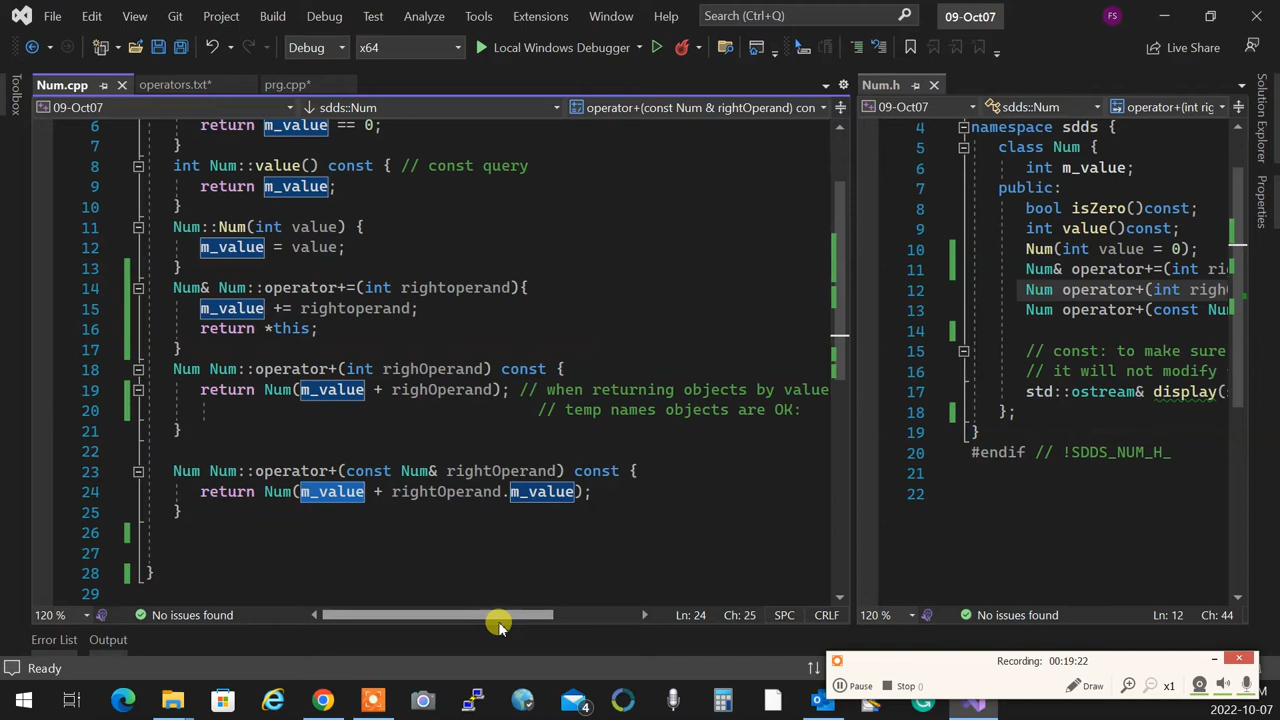 File Edit View Git Project Build Debug Test Analyze Tools Extensions Window Help Search (Ctrl+Q) 09-Oct07 FS
Debug x64 Local Windows Debugger Live Share
Toolbox
Num.cpp operators.txt* prg.cpp*
09-Oct07 sdds::Num operator+(const Num & rightOperand) con
6 return m_value == 0;
7 }
8 int Num::value() const { // const query
9 return m_value;
10 }
11 Num::Num(int value) {
12 m_value = value;
13 }
14 Num& Num::operator+=(int rightoperand){
15 m_value += rightoperand;
16 return *this;
17 }
18 Num Num::operator+(int righOperand) const {
19 return Num(m_value + righOperand); // when returning objects by value
20 // temp names objects are OK:
21 }
22
23 Num Num::operator+(const Num& rightOperand) const {
24 return Num(m_value + rightOperand.m_value);
25 }
26
27
28 }
29
120 % No issues found Ln: 24 Ch: 25 SPC CRLF
Num.h
09-Oct07 sdds::Num operator+(int rig
4 namespace sdds {
5 class Num {
6 int m_value;
7 public:
8 bool isZero()const;
9 int value()const;
10 Num(int value = 0);
11 Num& operator+=(int ri
12 Num operator+(int righ
13 Num operator+(const Nu
14
15 // const: to make sure
16 // it will not modify
17 std::ostream& display(
18 };
19 }
20 #endif // !SDDS_NUM_H_
21
22
120 % No issues found Ln: 12 Ch: 44 SPC CRLF
Solution Explorer
Properties
Error List Output
Ready
Recording: 00:19:22
Pause Stop () Draw x1
4
M
2022-10-07